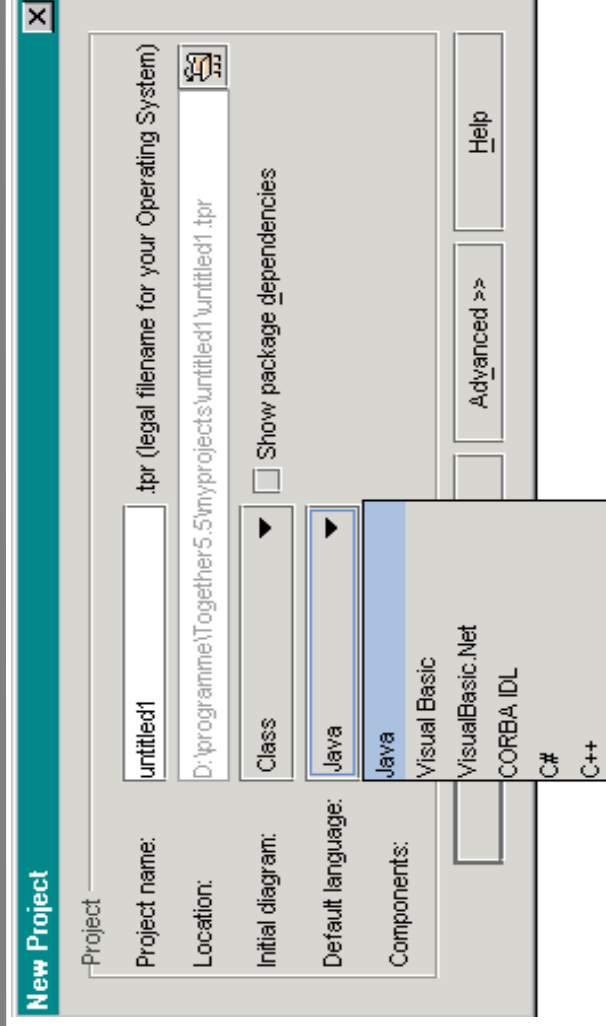 New Project
Project
Project name: untitled1 .tpr (legal filename for your Operating System)
Location: D:\programme\Together5.5\myprojects\untitled1\untitled1.tpr
Initial diagram: Class Show package dependencies
Default language: Java
Components: Java
Visual Basic
VisualBasic.Net
CORBA IDL
C#
C++
Advanced >> Help